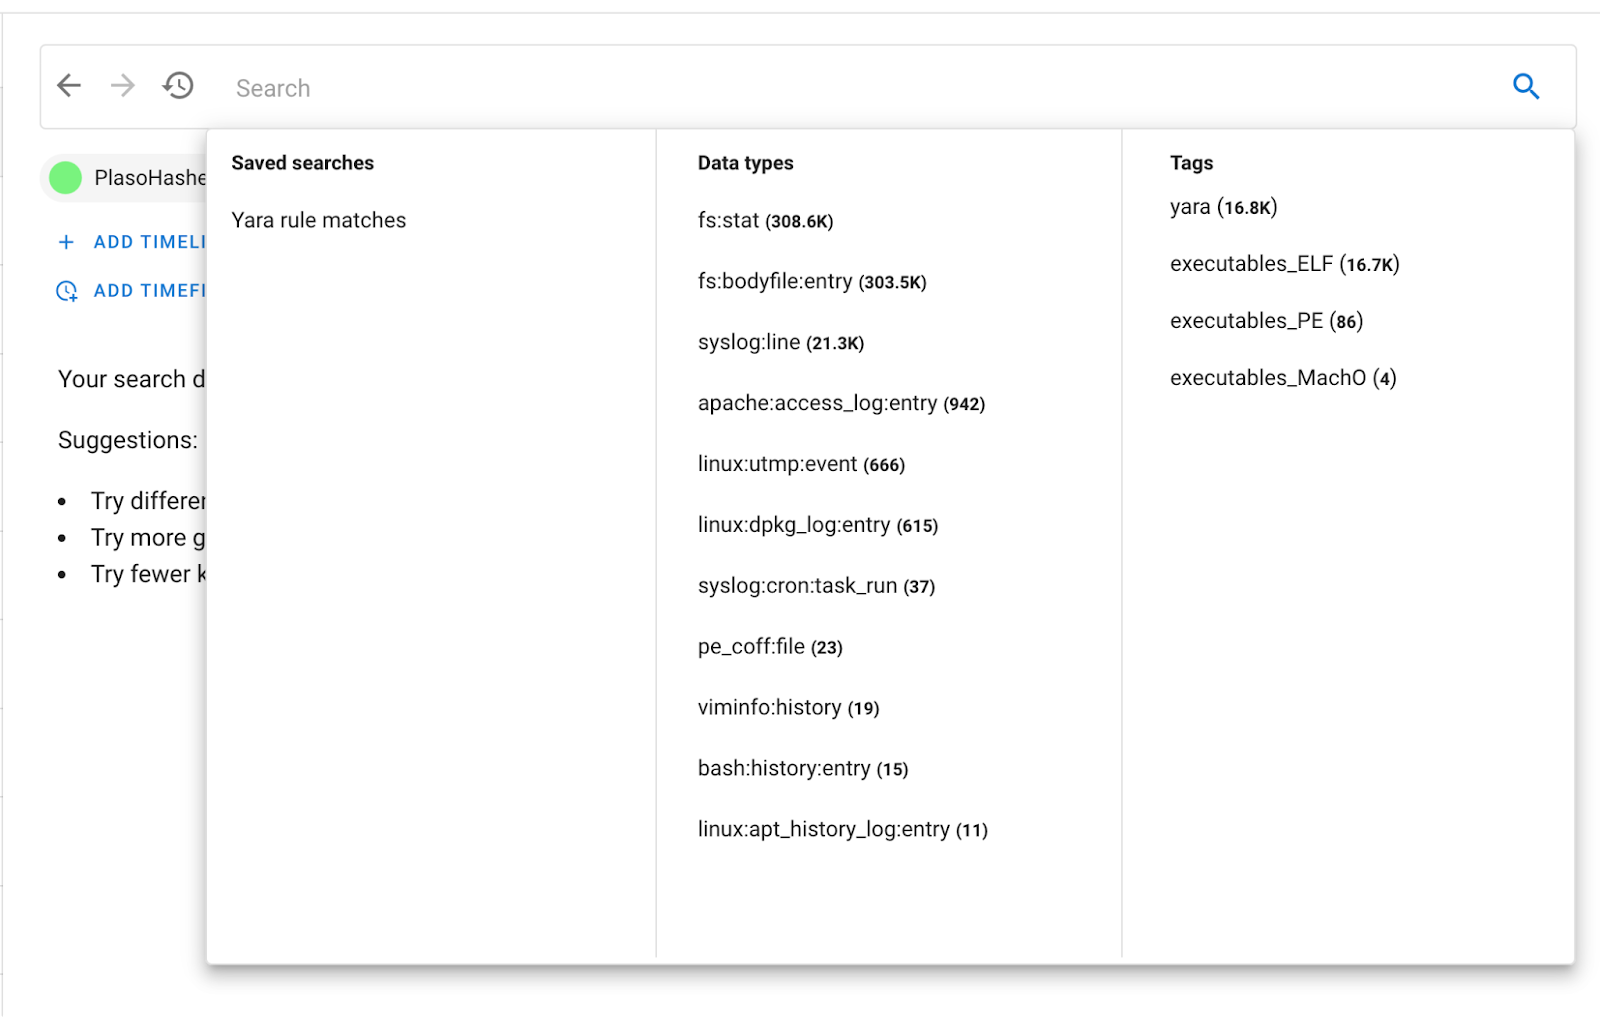 Search
PlasoHashe
ADD TIMELI
ADD TIMEFI
Your search d
Suggestions:
Try differen
Try more g
Try fewer k
Saved searches
Yara rule matches
Data types
fs:stat (308.6K)
fs:bodyfile:entry (303.5K)
syslog:line (21.3K)
apache:access_log:entry (942)
linux:utmp:event (666)
linux:dpkg_log:entry (615)
syslog:cron:task_run (37)
pe_coff:file (23)
viminfo:history (19)
bash:history:entry (15)
linux:apt_history_log:entry (11)
Tags
yara (16.8K)
executables_ELF (16.7K)
executables_PE (86)
executables_MachO (4)